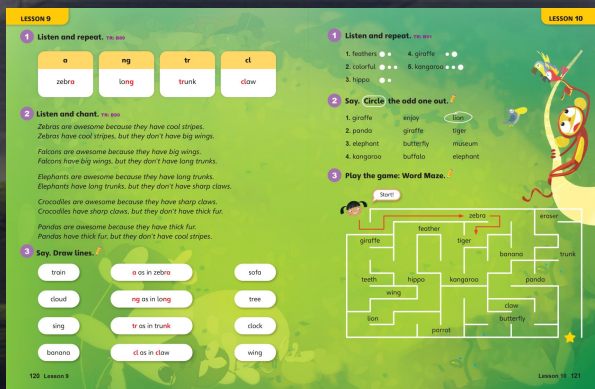 LESSON 9
1 Listen and repeat. TR: B00
a ng tr cl
zebra long trunk claw
2 Listen and chant. TR: B00
Zebras are awesome because they have cool stripes.
Zebras have cool stripes, but they don't have big wings.
Falcons are awesome because they have big wings.
Falcons have big wings, but they don't have long trunks.
Elephants are awesome because they have long trunks.
Elephants have long trunks, but they don't have sharp claws.
Crocodiles are awesome because they have sharp claws.
Crocodiles have sharp claws, but they don't have thick fur.
Pandas are awesome because they have thick fur.
Pandas have thick fur, but they don't have cool stripes.
3 Say. Draw lines.
train a as in zebra sofa
cloud ng as in long tree
sing tr as in trunk clock
banana cl as in claw wing
120 Lesson 9
LESSON 10
1 Listen and repeat. TR: B01
1. feathers 4. giraffe
2. colorful 5. kangaroo
3. hippo
2 Say. Circle the odd one out.
1. giraffe enjoy lion
2. panda giraffe tiger
3. elephant butterfly museum
4. kangaroo buffalo elephant
3 Play the game: Word Maze.
Start!
zebra eraser
feather
giraffe tiger
banana trunk
teeth hippo kangaroo panda
wing
claw
lion butterfly
parrot
Lesson 10 121